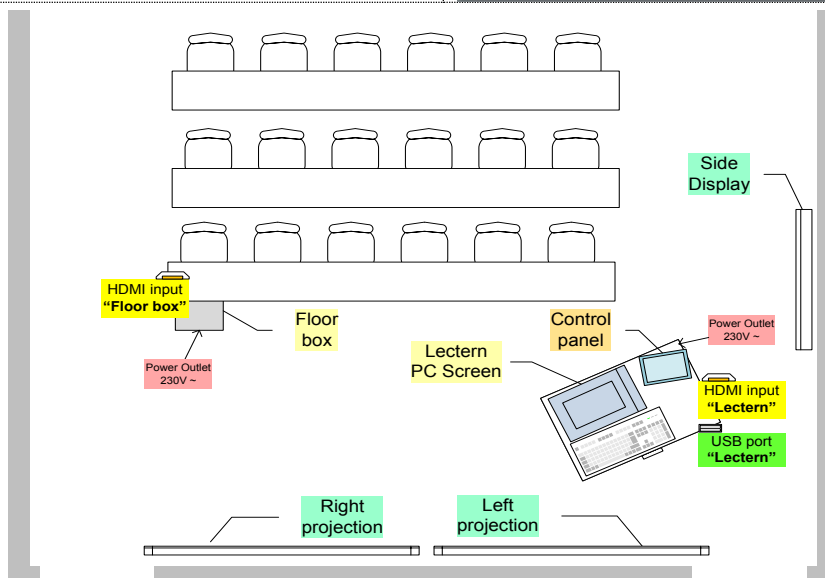 Side
Display
HDMI input
“Floor box”
Floor
box
Power Outlet
230V ~
Control
panel
Power Outlet
230V ~
Lectern
PC Screen
HDMI input
“Lectern”
USB port
“Lectern”
Right
projection
Left
projection